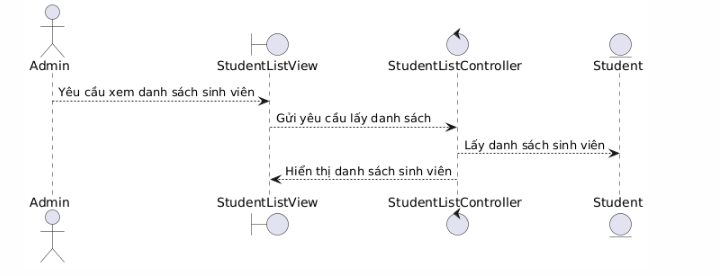 Admin
StudentListView
StudentListController
Student
Yêu cầu xem danh sách sinh viên
Gửi yêu cầu lấy danh sách
Lấy danh sách sinh viên
Hiển thị danh sách sinh viên
Admin
StudentListView
StudentListController
Student